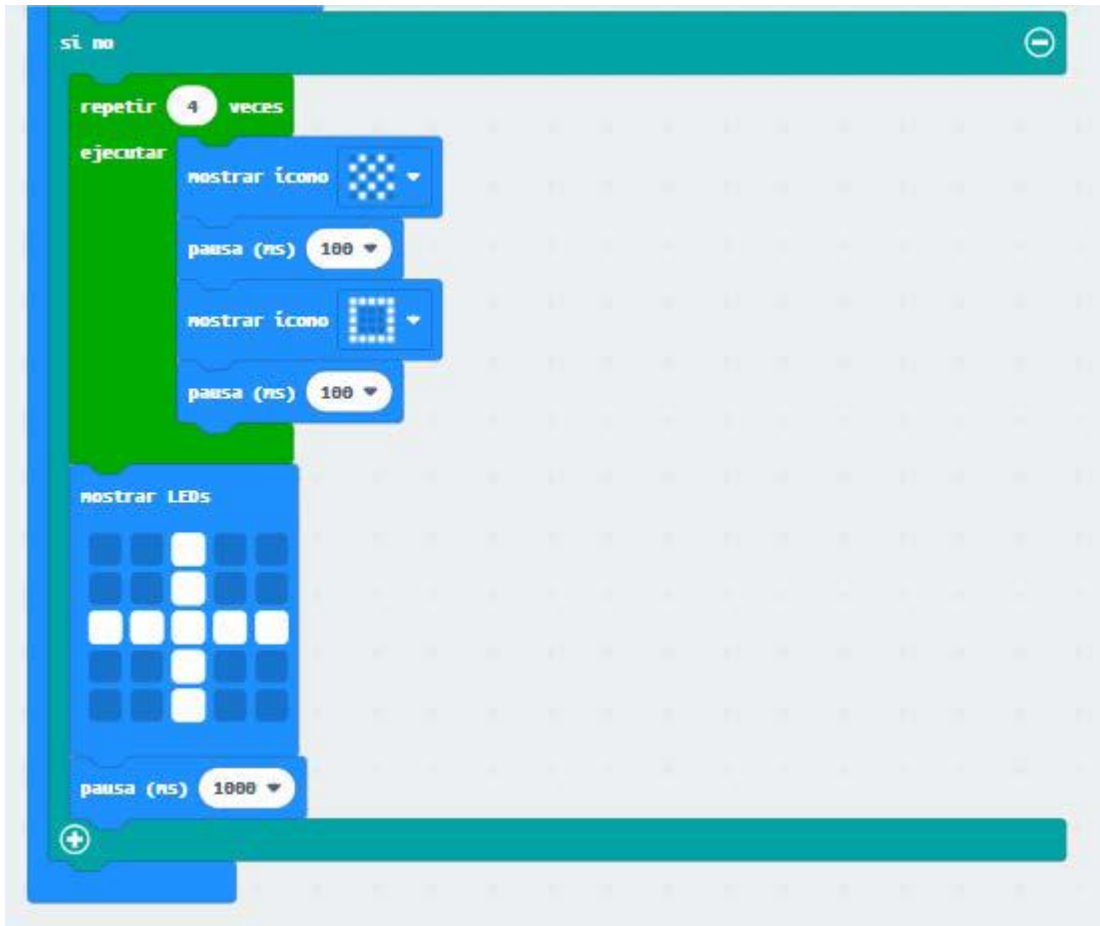 si no
repetir 4 veces
ejecutar
mostrar ícono
pausa (ms) 100
mostrar ícono
pausa (ms) 100
mostrar LEDs
pausa (ms) 1000